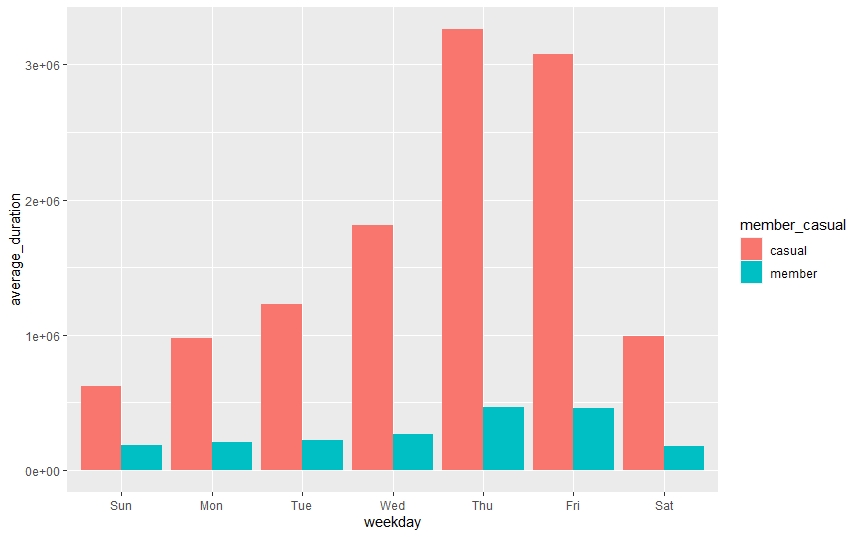 3e+06
2e+06
1e+06
0e+00
average_duration
Sun Mon Tue Wed Thu Fri Sat
weekday
member_casual
casual
member